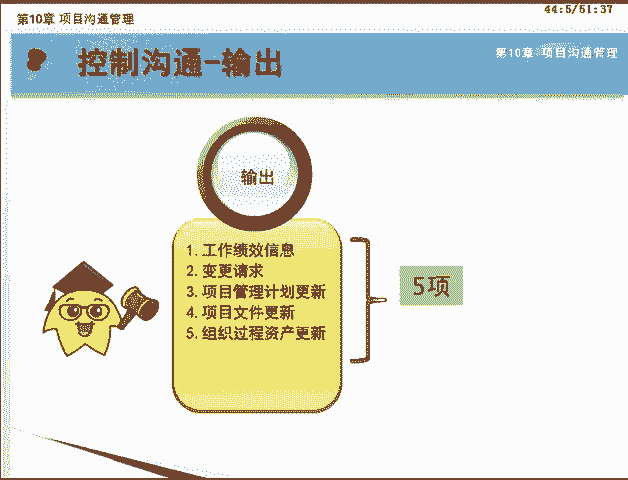 第10章 项目沟通管理
44:5/51:37
控制沟通-输出
第10章 项目沟通管理
输出
1. 工作绩效信息
2. 变更请求
3. 项目管理计划更新
4. 项目文件更新
5. 组织过程资产更新
5项